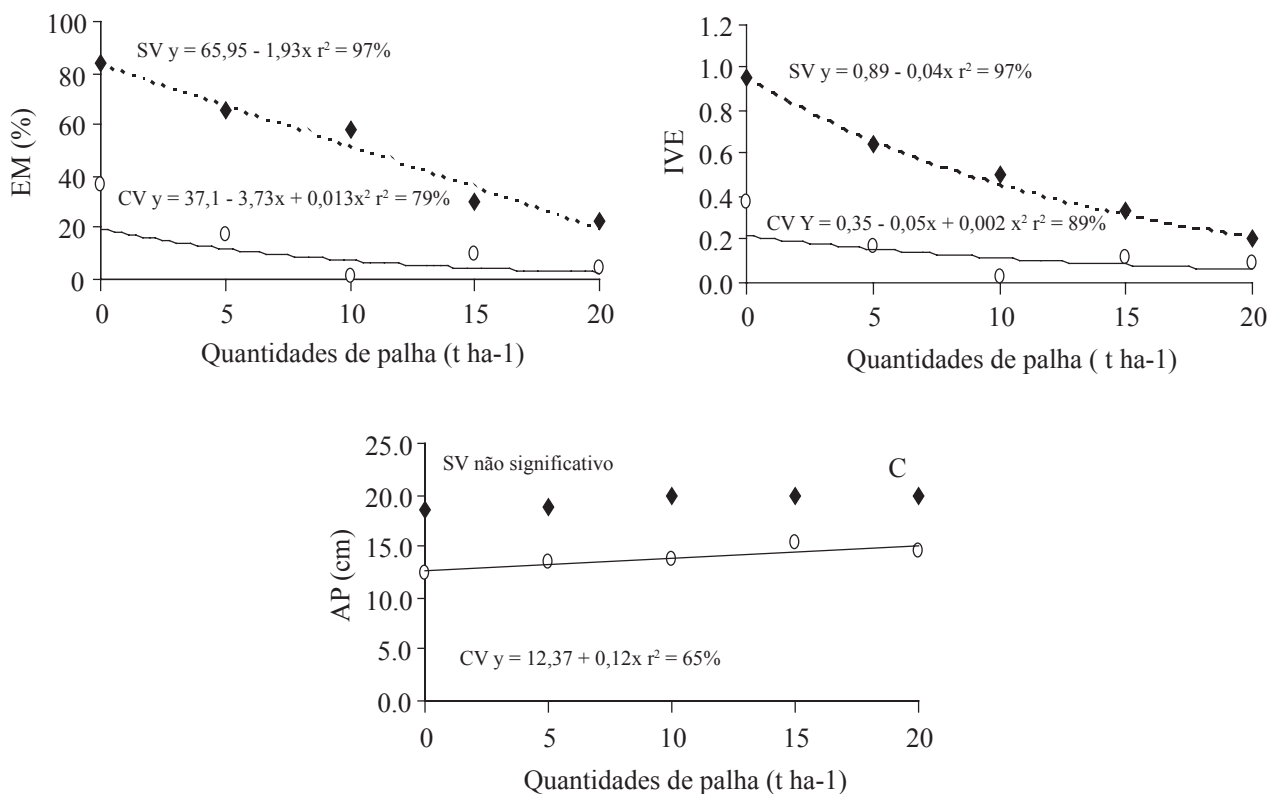 100
80
60
40
20
0
EM (%)
SV y = 65,95 - 1,93x r² = 97%
CV y = 37,1 - 3,73x + 0,013x² r² = 79%
0 5 10 15 20
Quantidades de palha (t ha-1)
1.2
1.0
0.8
0.6
0.4
0.2
0.0
IVE
SV y = 0,89 - 0,04x r² = 97%
CV Y = 0,35 - 0,05x + 0,002 x² r² = 89%
0 5 10 15 20
Quantidades de palha ( t ha-1)
25.0
20.0
15.0
10.0
5.0
0.0
AP (cm)
SV não significativo
C
CV y = 12,37 + 0,12x r² = 65%
0 5 10 15 20
Quantidades de palha (t ha-1)